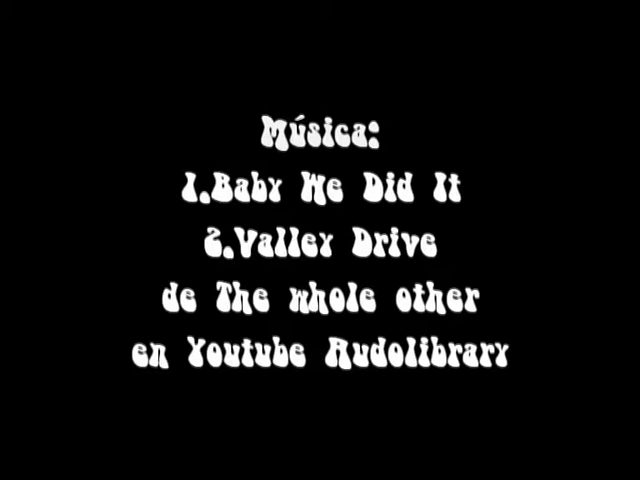 Música:
1.Baby We Did It
2.Valley Drive
de The whole other
en Youtube Audolibrary